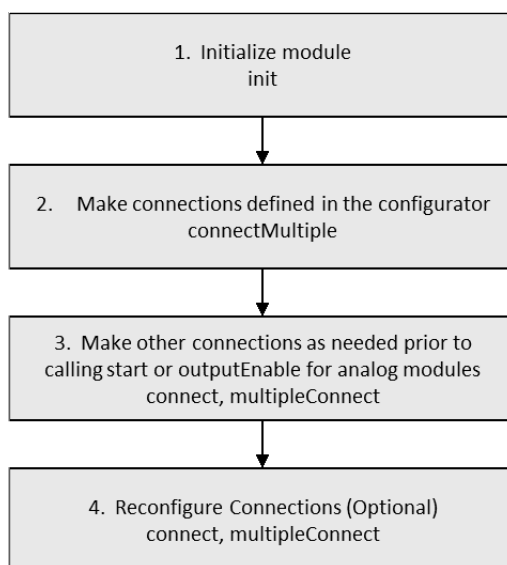 1. Initialize module
init
2. Make connections defined in the configurator
connectMultiple
3. Make other connections as needed prior to
calling start or outputEnable for analog modules
connect, multipleConnect
4. Reconfigure Connections (Optional)
connect, multipleConnect